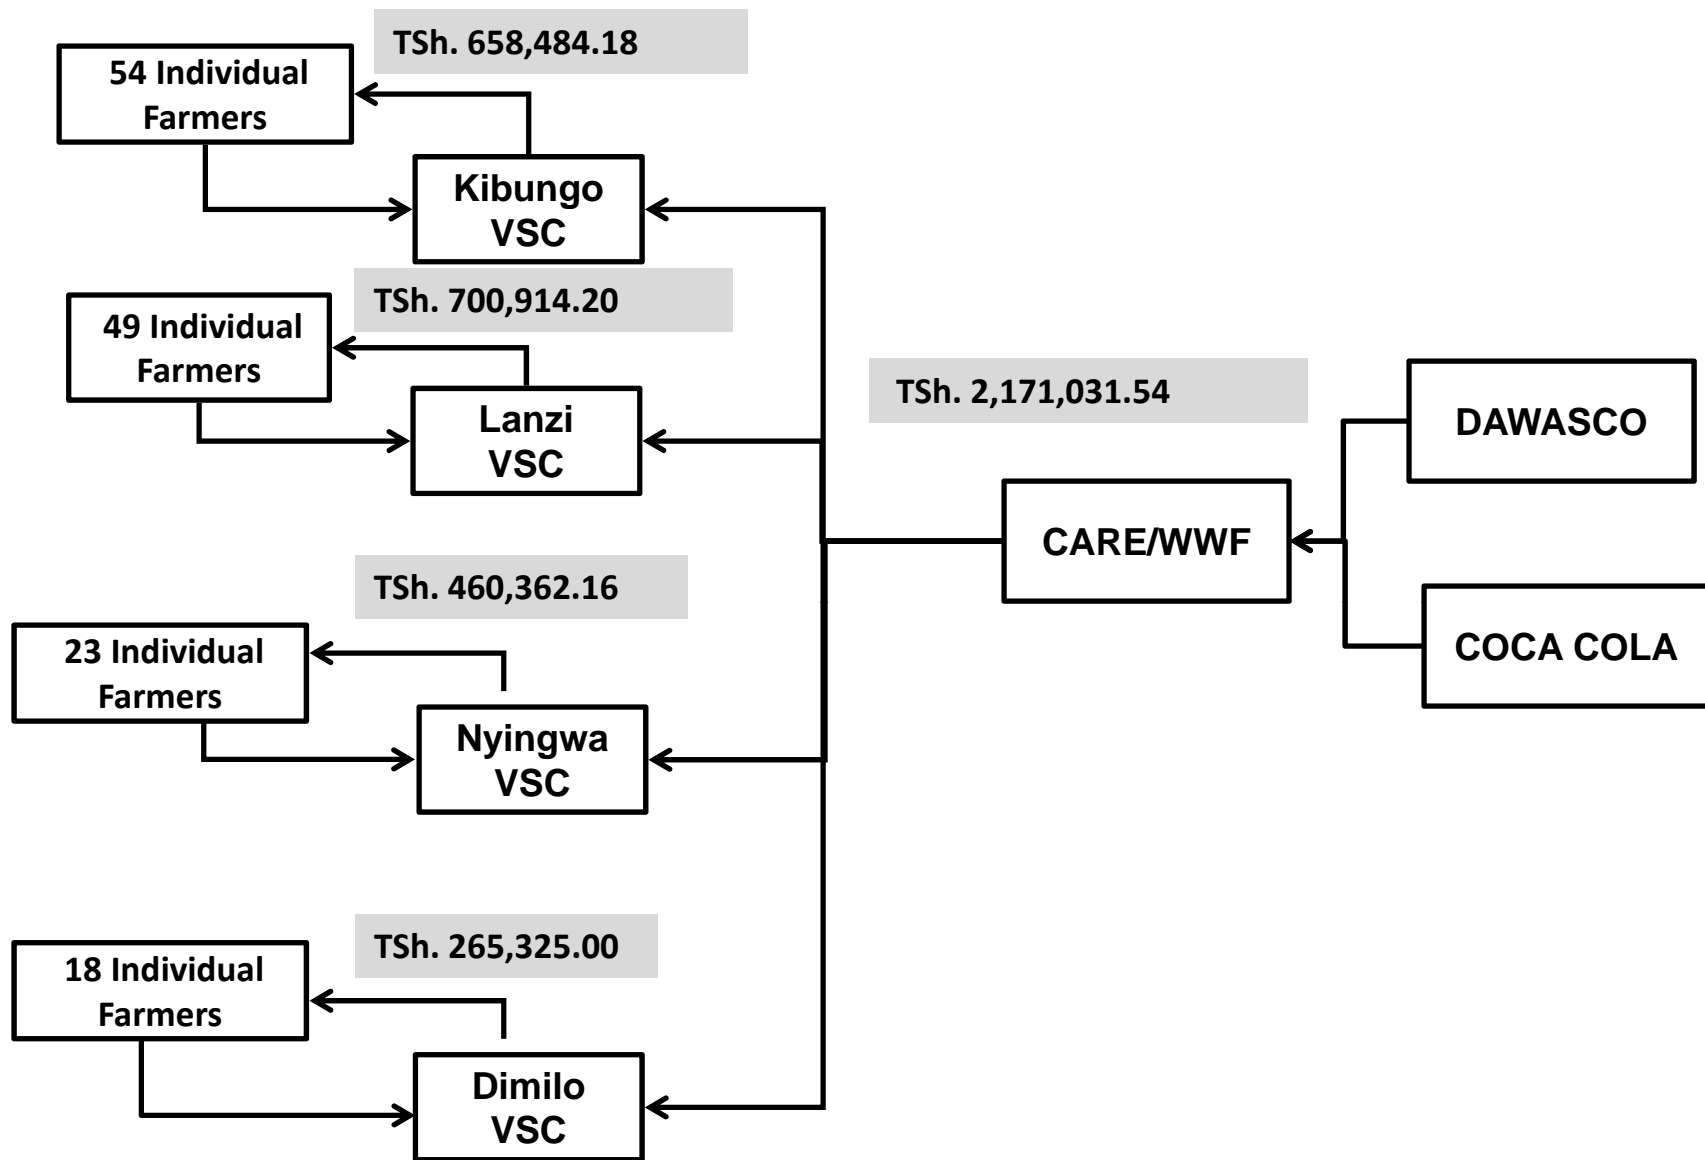 TSh. 658,484.18
54 Individual
Farmers
Kibungo
VSC
TSh. 700,914.20
49 Individual
Farmers
Lanzi
VSC
TSh. 2,171,031.54
DAWASCO
CARE/WWF
COCA COLA
TSh. 460,362.16
23 Individual
Farmers
Nyingwa
VSC
TSh. 265,325.00
18 Individual
Farmers
Dimilo
VSC